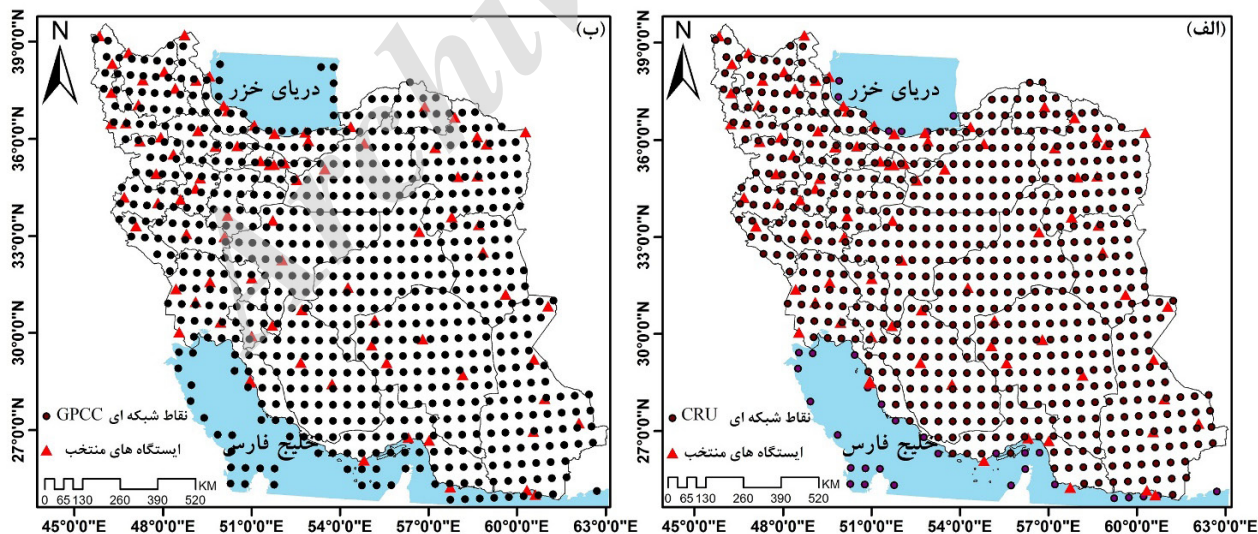 (الف)
N
دریای خزر
خلیج فارس
نقاط شبکه ای CRU
ایستگاه های منتخب
0 65 130 260 390 520 KM
39°0'0"N
36°0'0"N
33°0'0"N
30°0'0"N
27°0'0"N
45°0'0"E 48°0'0"E 51°0'0"E 54°0'0"E 57°0'0"E 60°0'0"E 63°0'0"E
(ب)
N
دریای خزر
خلیج فارس
نقاط شبکه ای GPCC
ایستگاه های منتخب
0 65 130 260 390 520 KM
39°0'0"N
36°0'0"N
33°0'0"N
30°0'0"N
27°0'0"N
45°0'0"E 48°0'0"E 51°0'0"E 54°0'0"E 57°0'0"E 60°0'0"E 63°0'0"E